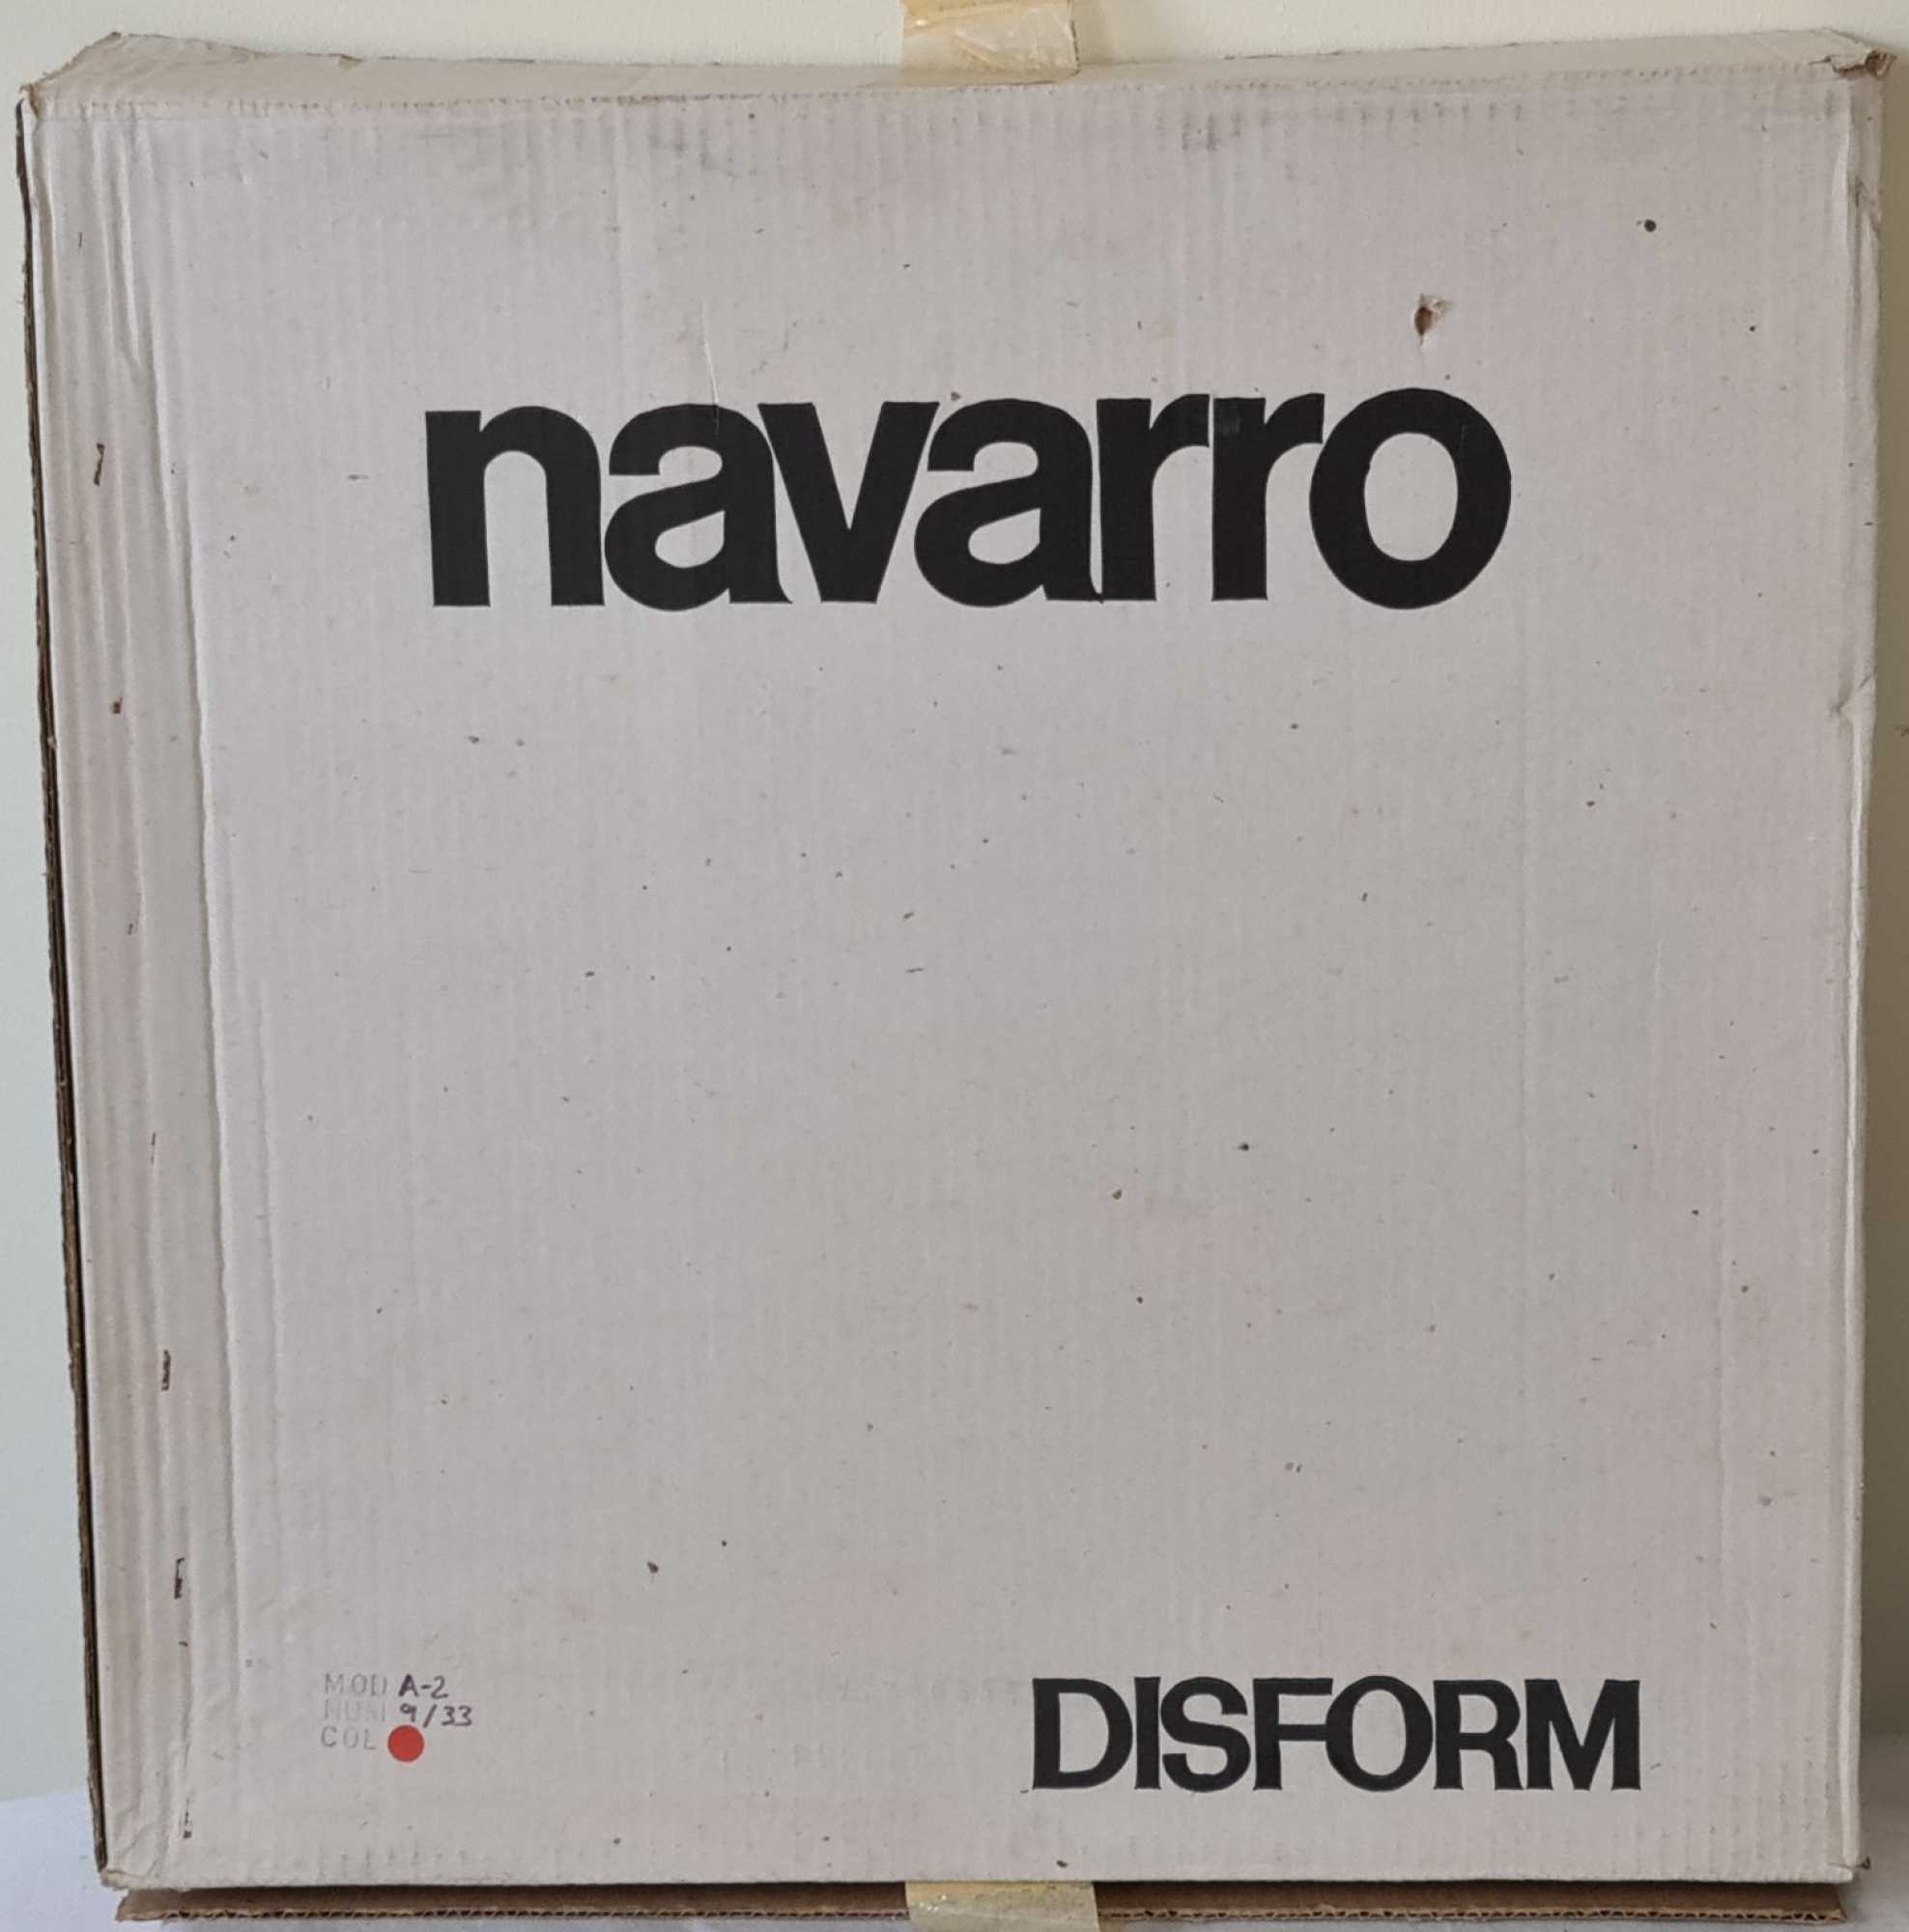 navarro
MOD A-2
NUM 9/33
COL
DISFORM